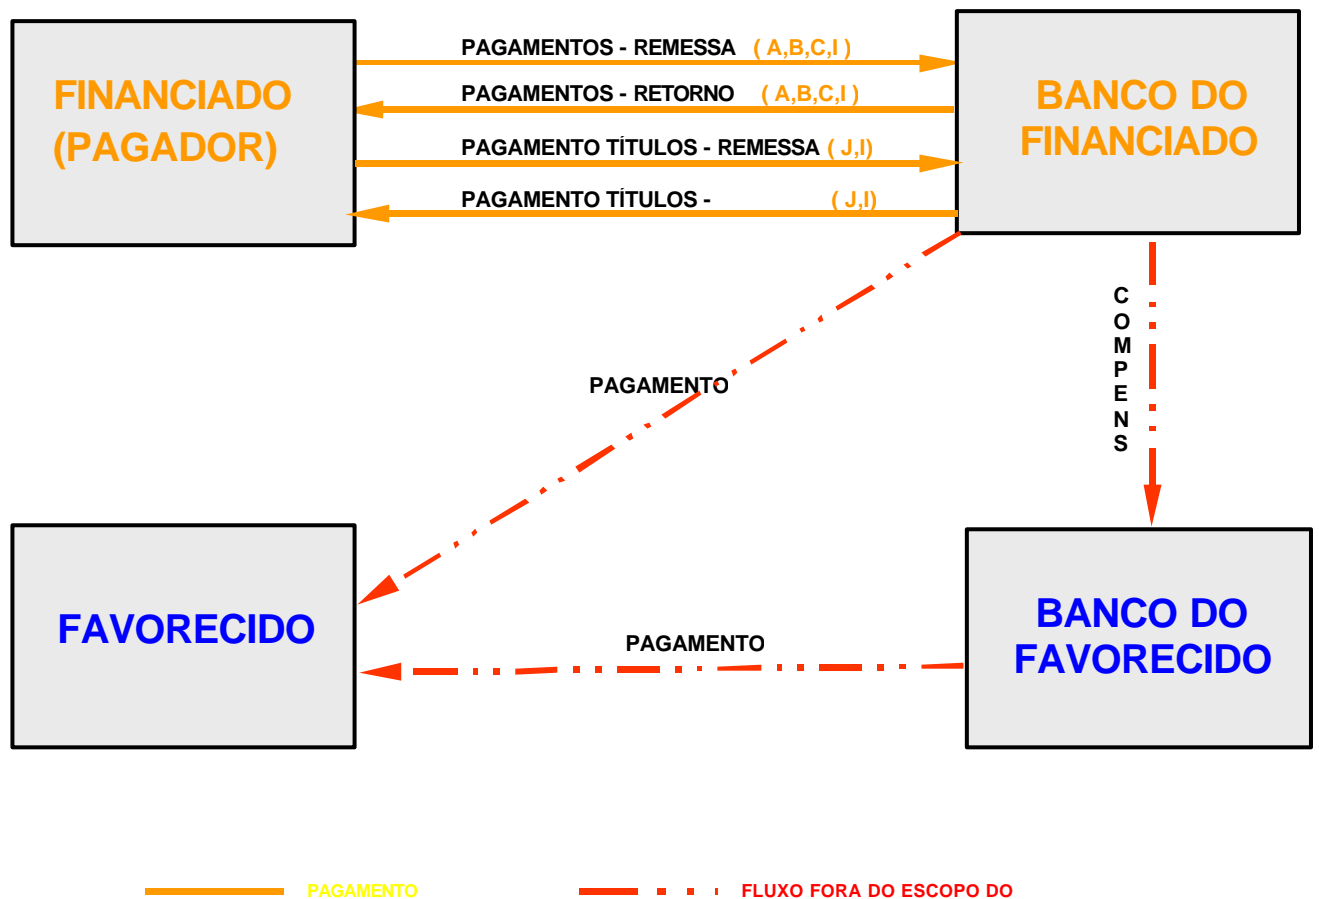 PAGAMENTOS - REMESSA ( A,B,C,I )
FINANCIADO
(PAGADOR)
PAGAMENTOS - RETORNO ( A,B,C,I )
PAGAMENTO TÍTULOS - REMESSA ( J,I)
PAGAMENTO TÍTULOS - ( J,I)
BANCO DO
FINANCIADO
COMPENS
PAGAMENTO
FAVORECIDO
PAGAMENTO
BANCO DO
FAVORECIDO
PAGAMENTO
FLUXO FORA DO ESCOPO DO